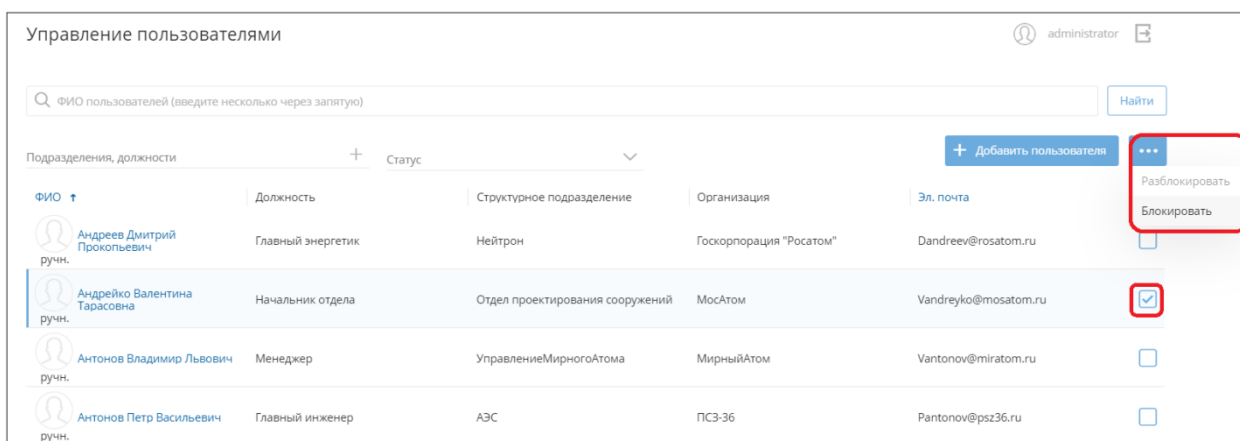 Управление пользователями
administrator
ФИО пользователей (введите несколько через запятую)
Найти
Подразделения, должности
Статус
Добавить пользователя
Разблокировать
Блокировать
ФИО Должность Структурное подразделение Организация Эл. почта
Андреев Дмитрий
Прокопьевич
Главный энергетик Нейтрон Госкорпорация "Росатом" Dandreev@rosatom.ru
ручн.
Андрейко Валентина
Тарасовна
Начальник отдела Отдел проектирования сооружений МосАтом Vandreyko@mosatom.ru
ручн.
Антонов Владимир Львович Менеджер УправлениеМирногоАтома МирныйАтом Vantonov@miratom.ru
ручн.
Антонов Петр Васильевич Главный инженер АЭС ПСЗ-36 Pantonov@psz36.ru
ручн.